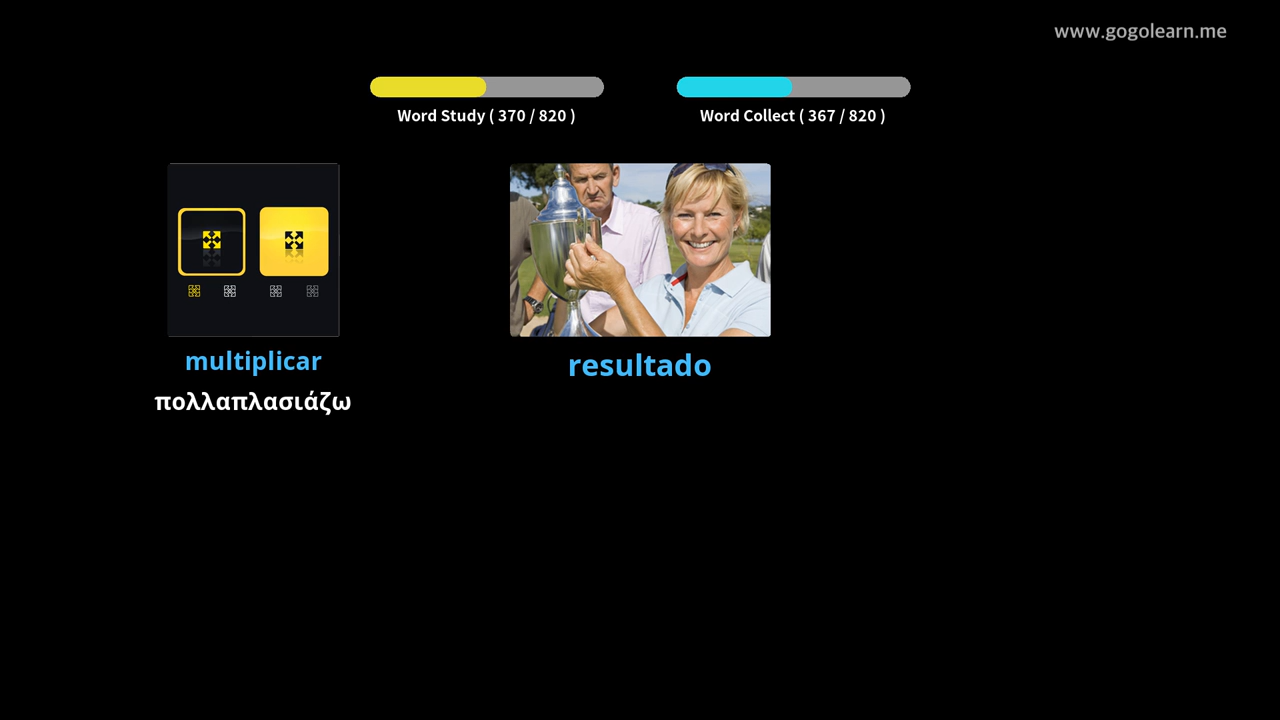 www.gogolearn.me
Word Study ( 370 / 820 )
Word Collect ( 367 / 820 )
multiplicar
πολλαπλασιάζω
resultado